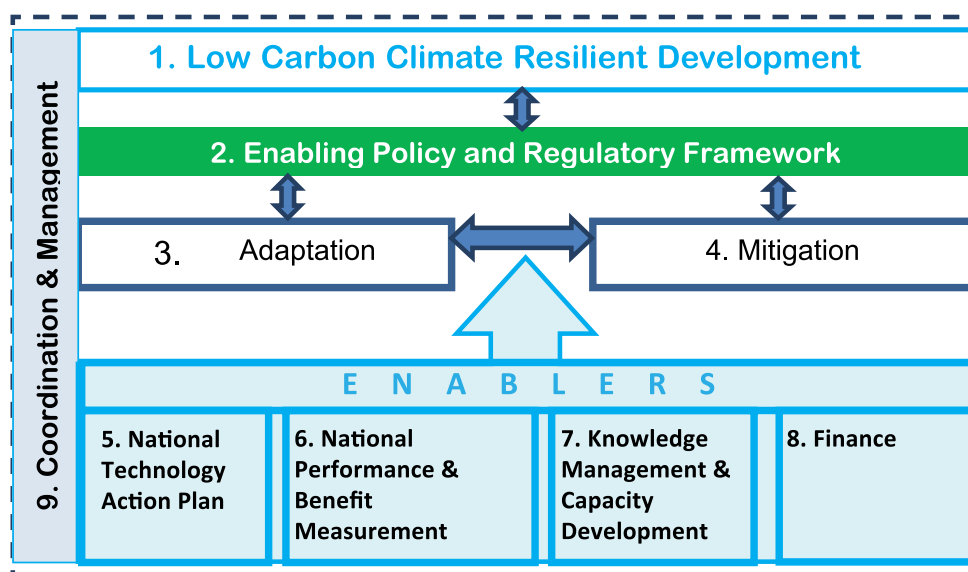 1. Low Carbon Climate Resilient Development
2. Enabling Policy and Regulatory Framework
3. Adaptation
4. Mitigation
ENABLERS
5. National
Technology
Action Plan
6. National
Performance &
Benefit
Measurement
7. Knowledge
Management &
Capacity
Development
8. Finance
9. Coordination & Management